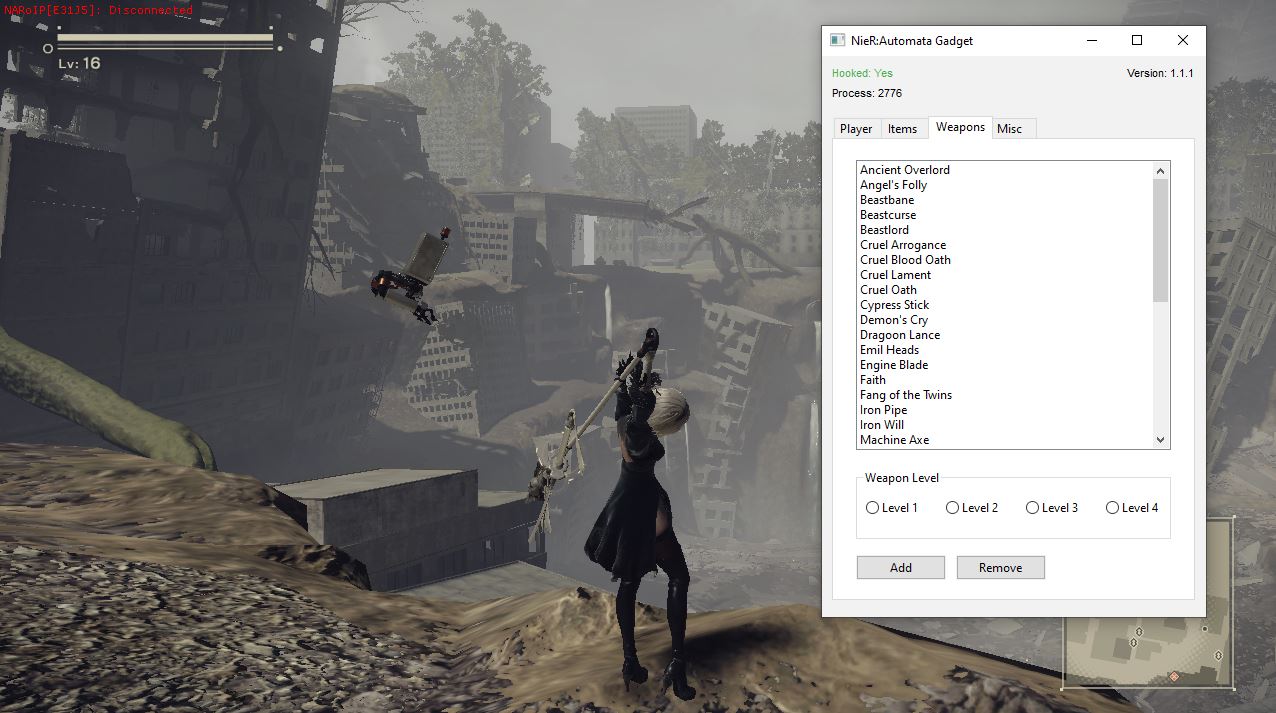 NARoIP[E31J5]: Disconnected
Lv: 16
NieR:Automata Gadget
Hooked: Yes
Version: 1.1.1
Process: 2776
Player
Items
Weapons
Misc
Ancient Overlord
Angel's Folly
Beastbane
Beastcuse
Beastlord
Cruel Arrogance
Cruel Blood Oath
Cruel Lament
Cruel Oath
Cypress Stick
Demon's Cry
Dragoon Lance
Emil Heads
Engine Blade
Faith
Fang of the Twins
Iron Pipe
Iron Will
Machine Axe
Weapon Level
Level 1
Level 2
Level 3
Level 4
Add
Remove